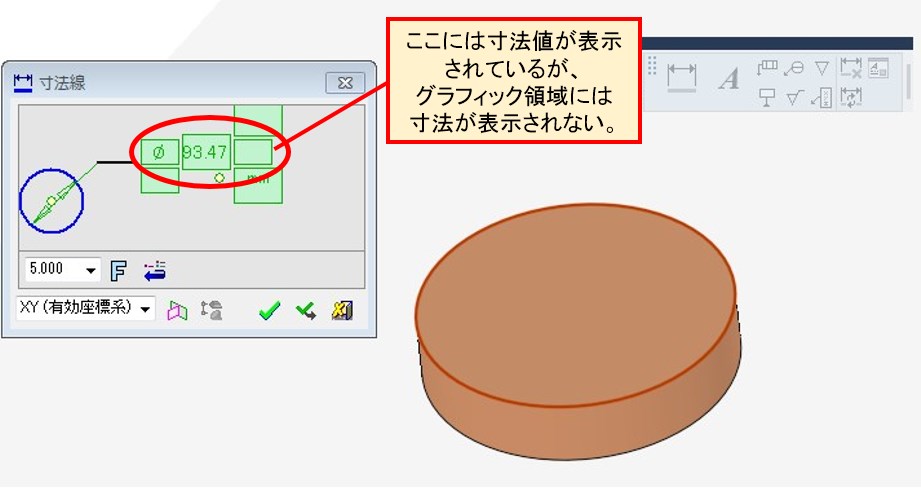 ここには寸法値が表示
されているが、
グラフィック領域には
寸法が表示されない。
寸法線
Ø 93.47
mm
5.000
XY (有効座標系)
A